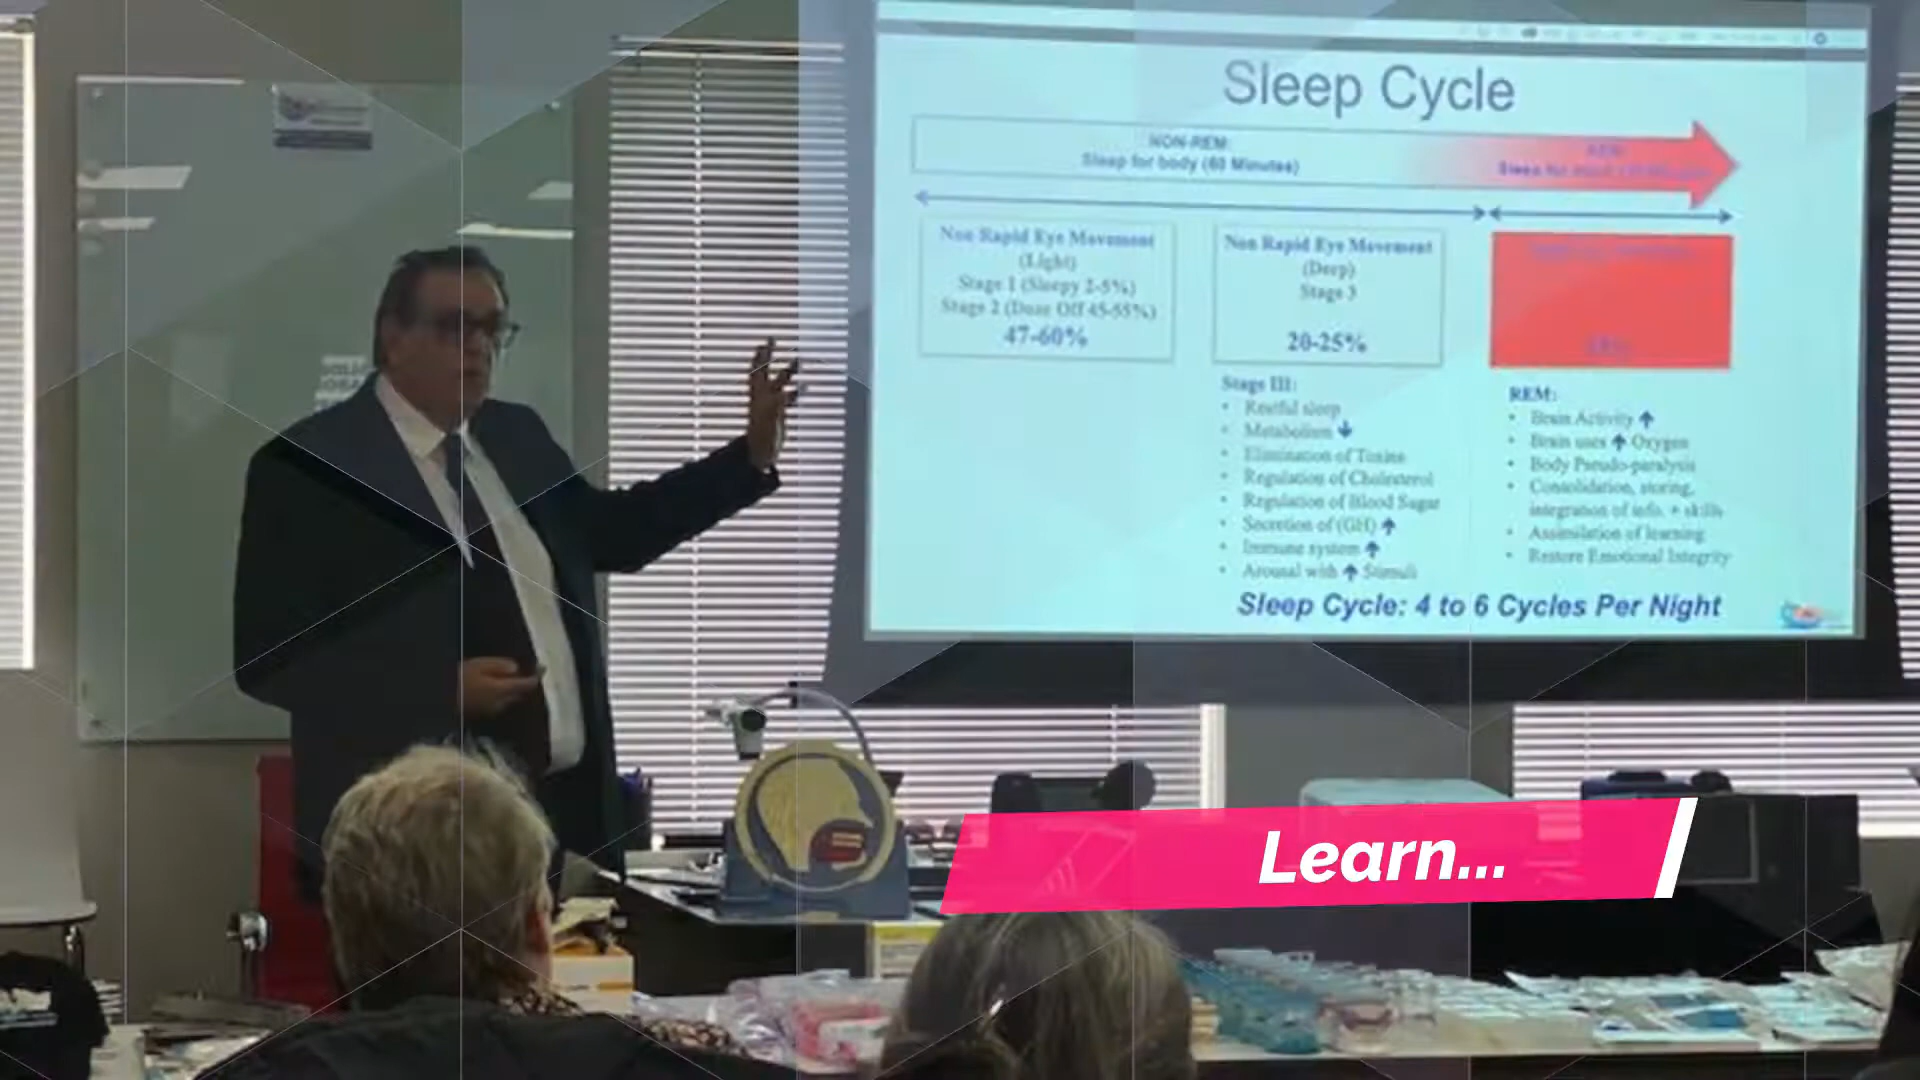 Sleep Cycle
NON-REM:
Sleep for body (60 Minutes)
REM:
Sleep for
Non Rapid Eye Movement
(Light)
Stage 1 (Sleepy 2-5%)
Stage 2 (Doze Off 45-55%)
47-60%
Non Rapid Eye Movement
(Deep)
Stage 3
20-25%
Stage III:
• Restful sleep
• Metabolism ↓
• Elimination of Toxins
• Regulation of Cholesterol
• Regulation of Blood Sugar
• Secretion of (GH) ↑
• Immune system ↑
• Arousal with ↑ Stimuli
REM:
• Brain Activity ↑
• Brain uses ↑ Oxygen
• Body Pseudo-paralysis
• Consolidation, storing,
integration of info. + skills
• Assimilation of learning
• Restore Emotional Integrity
Sleep Cycle: 4 to 6 Cycles Per Night
Learn...